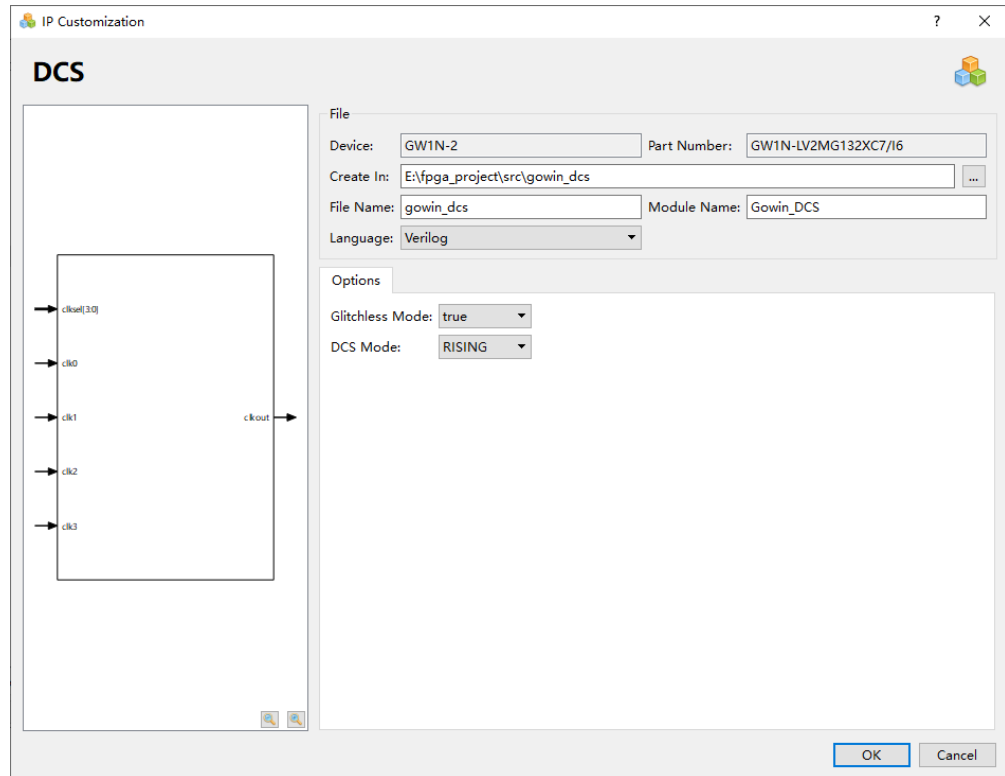 IP Customization ? ×
DCS
File
Device: GW1N-2 Part Number: GW1N-LV2MG132XC7/I6
Create In: E:\fpga_project\src\gowin_dcs ...
File Name: gowin_dcs Module Name: Gowin_DCS
Language: Verilog
Options
Glitchless Mode: true
DCS Mode: RISING
clksel[3:0]
clk0
clk1
clkout
clk2
clk3
OK Cancel